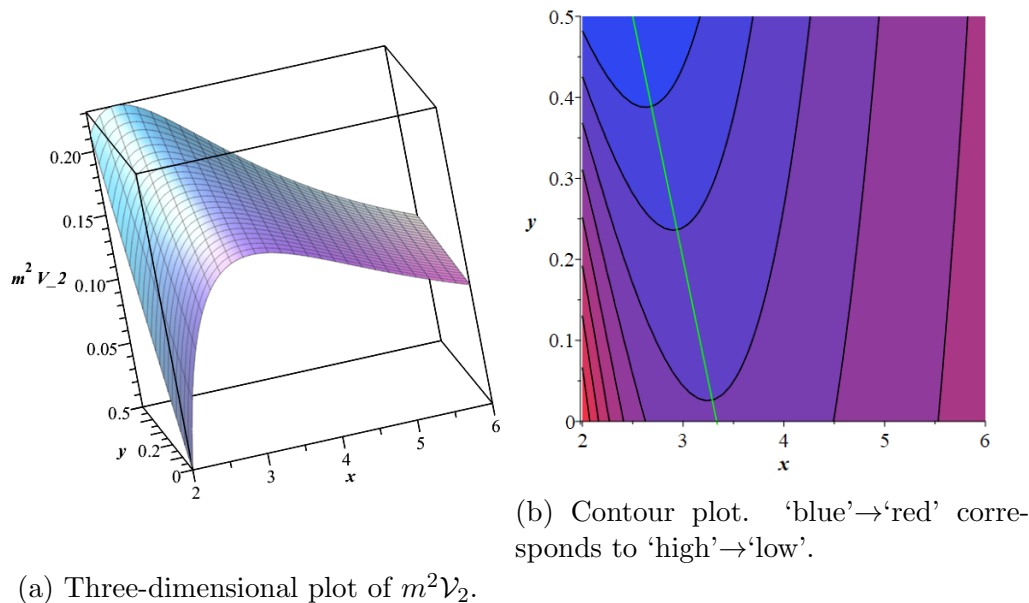 0.20
0.15
m² V_2 0.10
0.05
0.5
y 0.2
0
2
3
4
5
6
x
0.5
0.4
0.3
y
0.2
0.1
0
2 3 4 5 6
x
(b) Contour plot. ‘blue’→‘red’ corre-
sponds to ‘high’→‘low’.
(a) Three-dimensional plot of m²𝒱₂.